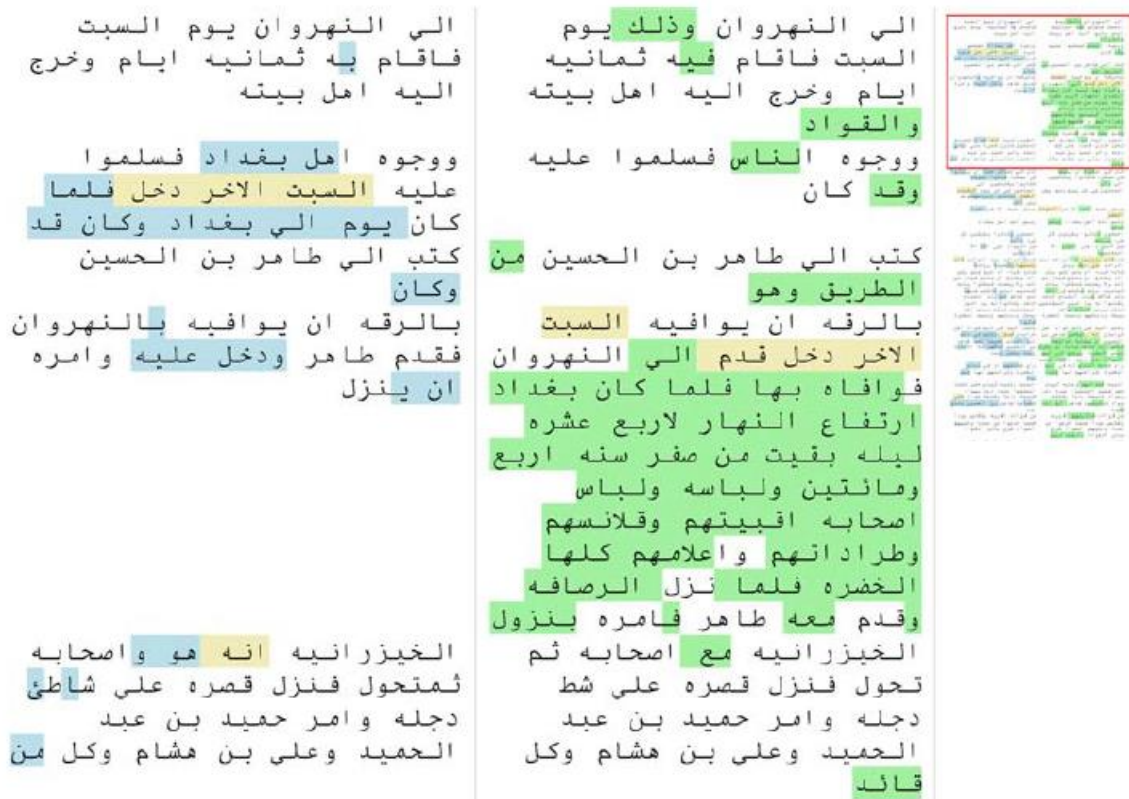 الي النهروان وذلك يوم
السبت فاقام فيه ثمانيه
ايام وخرج اليه اهل بيته
والقواد
ووجوه الناس فسلموا عليه
وقد كان
كتب الي طاهر بن الحسين من
الطريق وهو
بالرقه ان يوافيه السبت
الاخر دخل قدم الي النهروان
فوافاه بها فلما كان بغداد
ارتفاع النهار لاربع عشره
ليله بقيت من صفر سنه اربع
ومائتين ولباسه ولباس
اصحابه اقبيتهم وقلانسهم
وطراداتهم واعلامهم كلها
الخضره فلما نزل الرصافه
وقدم معه طاهر فامره بنزول
الخيزرانيه مع اصحابه ثم
تحول فنزل قصره علي شط
دجله وامر حميد بن عبد
الحميد وعلي بن هشام وكل
قائد
الي النهروان يوم السبت
فاقام به ثمانيه ايام وخرج
اليه اهل بيته
ووجوه اهل بغداد فسلموا
عليه السبت الاخر دخل فلما
كان يوم الي بغداد وكان قد
كتب الي طاهر بن الحسين
وكان
بالرقه ان يوافيه بالنهروان
فقدم طاهر ودخل عليه وامره
ان ينزل
الخيزرانيه انه هو واصحابه
ثمتحول فنزل قصره علي شاطئ
دجله وامر حميد بن عبد
الحميد وعلي بن هشام وكل من